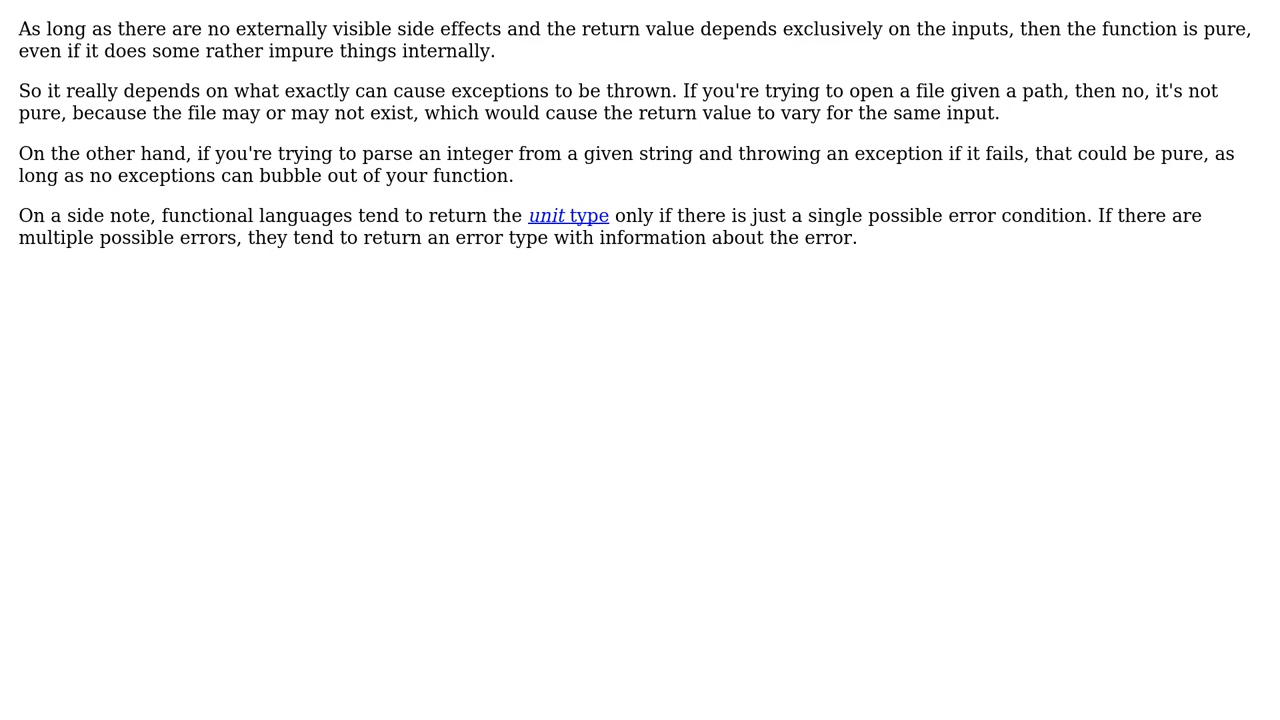 As long as there are no externally visible side effects and the return value depends exclusively on the inputs, then the function is pure,
even if it does some rather impure things internally.
So it really depends on what exactly can cause exceptions to be thrown. If you're trying to open a file given a path, then no, it's not
pure, because the file may or may not exist, which would cause the return value to vary for the same input.
On the other hand, if you're trying to parse an integer from a given string and throwing an exception if it fails, that could be pure, as
long as no exceptions can bubble out of your function.
On a side note, functional languages tend to return the unit type only if there is just a single possible error condition. If there are
multiple possible errors, they tend to return an error type with information about the error.